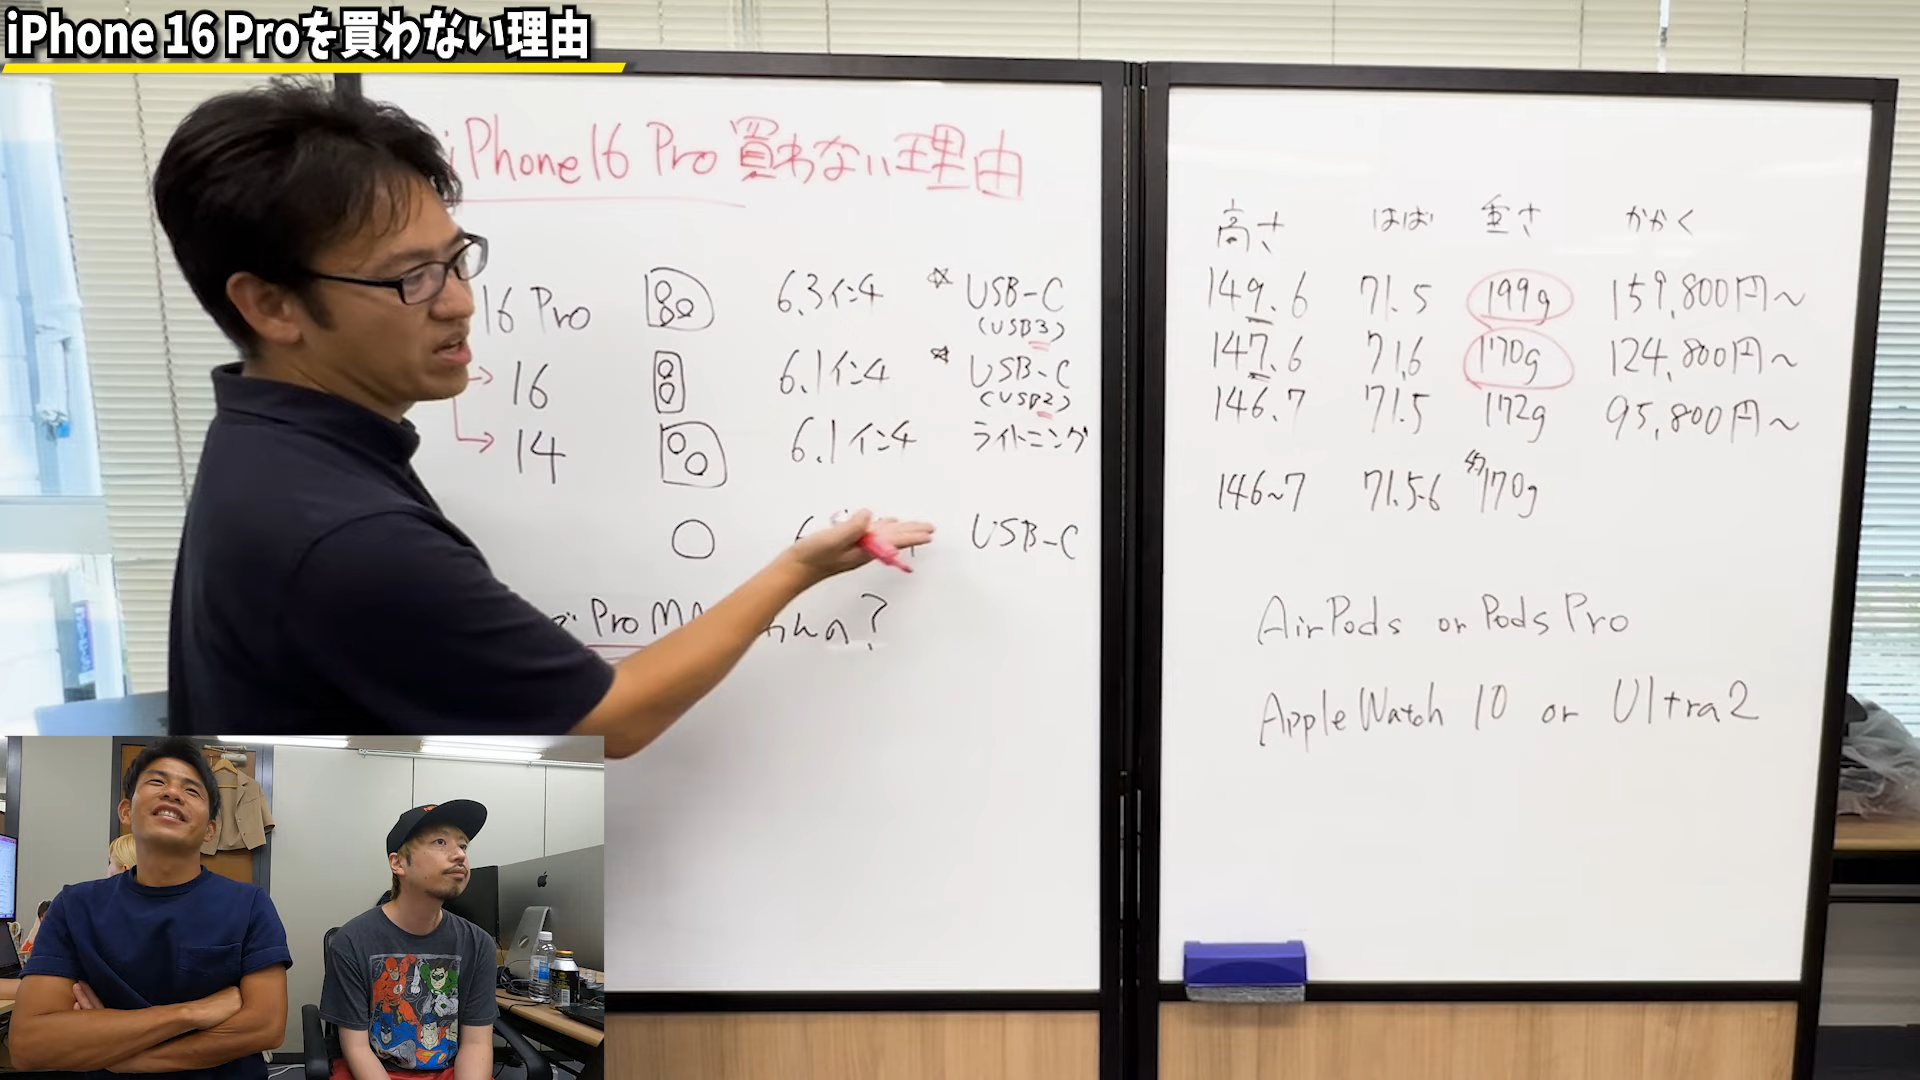 iPhone 16 Proを買わない理由
iPhone16 Pro 買わない理由
16 Pro 6.3インチ ☆ USB-C
(USB3)
16 6.1インチ ☆ USB-C
(USB2)
14 6.1インチ ライトニング
USB-C
Pro
?
高さ はば 重さ かかく
149.6 71.5 199g 159,800円~
147.6 71.6 170g 124,800円~
146.7 71.5 172g 95,800円~
146~7 71.5-6 約170g
AirPods or Pods Pro
Apple Watch 10 or Ultra2